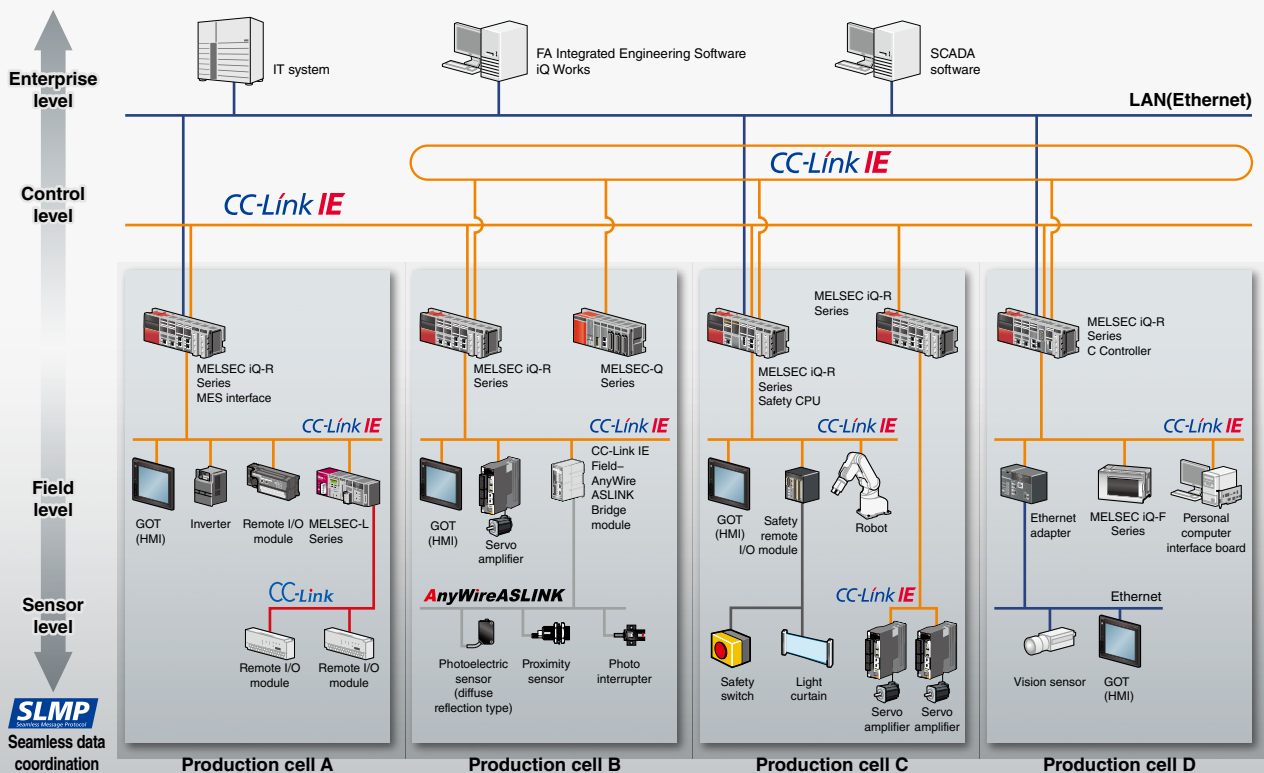 Enterprise
level
IT system
FA Integrated Engineering Software
iQ Works
SCADA
software
LAN(Ethernet)
Control
level
CC-Link IE
CC-Link IE
MELSEC iQ-R
Series
MES interface
MELSEC iQ-R
Series
MELSEC-Q
Series
MELSEC iQ-R
Series
Safety CPU
MELSEC iQ-R
Series
MELSEC iQ-R
Series
C Controller
Field
level
CC-Link IE
GOT
(HMI)
Inverter
Remote I/O
module
MELSEC-L
Series
CC-Link IE
GOT
(HMI)
Servo
amplifier
CC-Link IE
Field–
AnyWire
ASLINK
Bridge
module
CC-Link IE
GOT
(HMI)
Safety
remote
I/O module
Robot
CC-Link IE
Ethernet
adapter
MELSEC iQ-F
Series
Personal
computer
interface board
Sensor
level
CC-Link
Remote I/O
module
Remote I/O
module
AnyWireASLINK
Photoelectric
sensor
(diffuse
reflection type)
Proximity
sensor
Photo
interrupter
Safety
switch
Light
curtain
CC-Link IE
Servo
amplifier
Servo
amplifier
Ethernet
Vision sensor
GOT
(HMI)
SLMP
Seamless Message Protocol
Seamless data
coordination
Production cell A
Production cell B
Production cell C
Production cell D